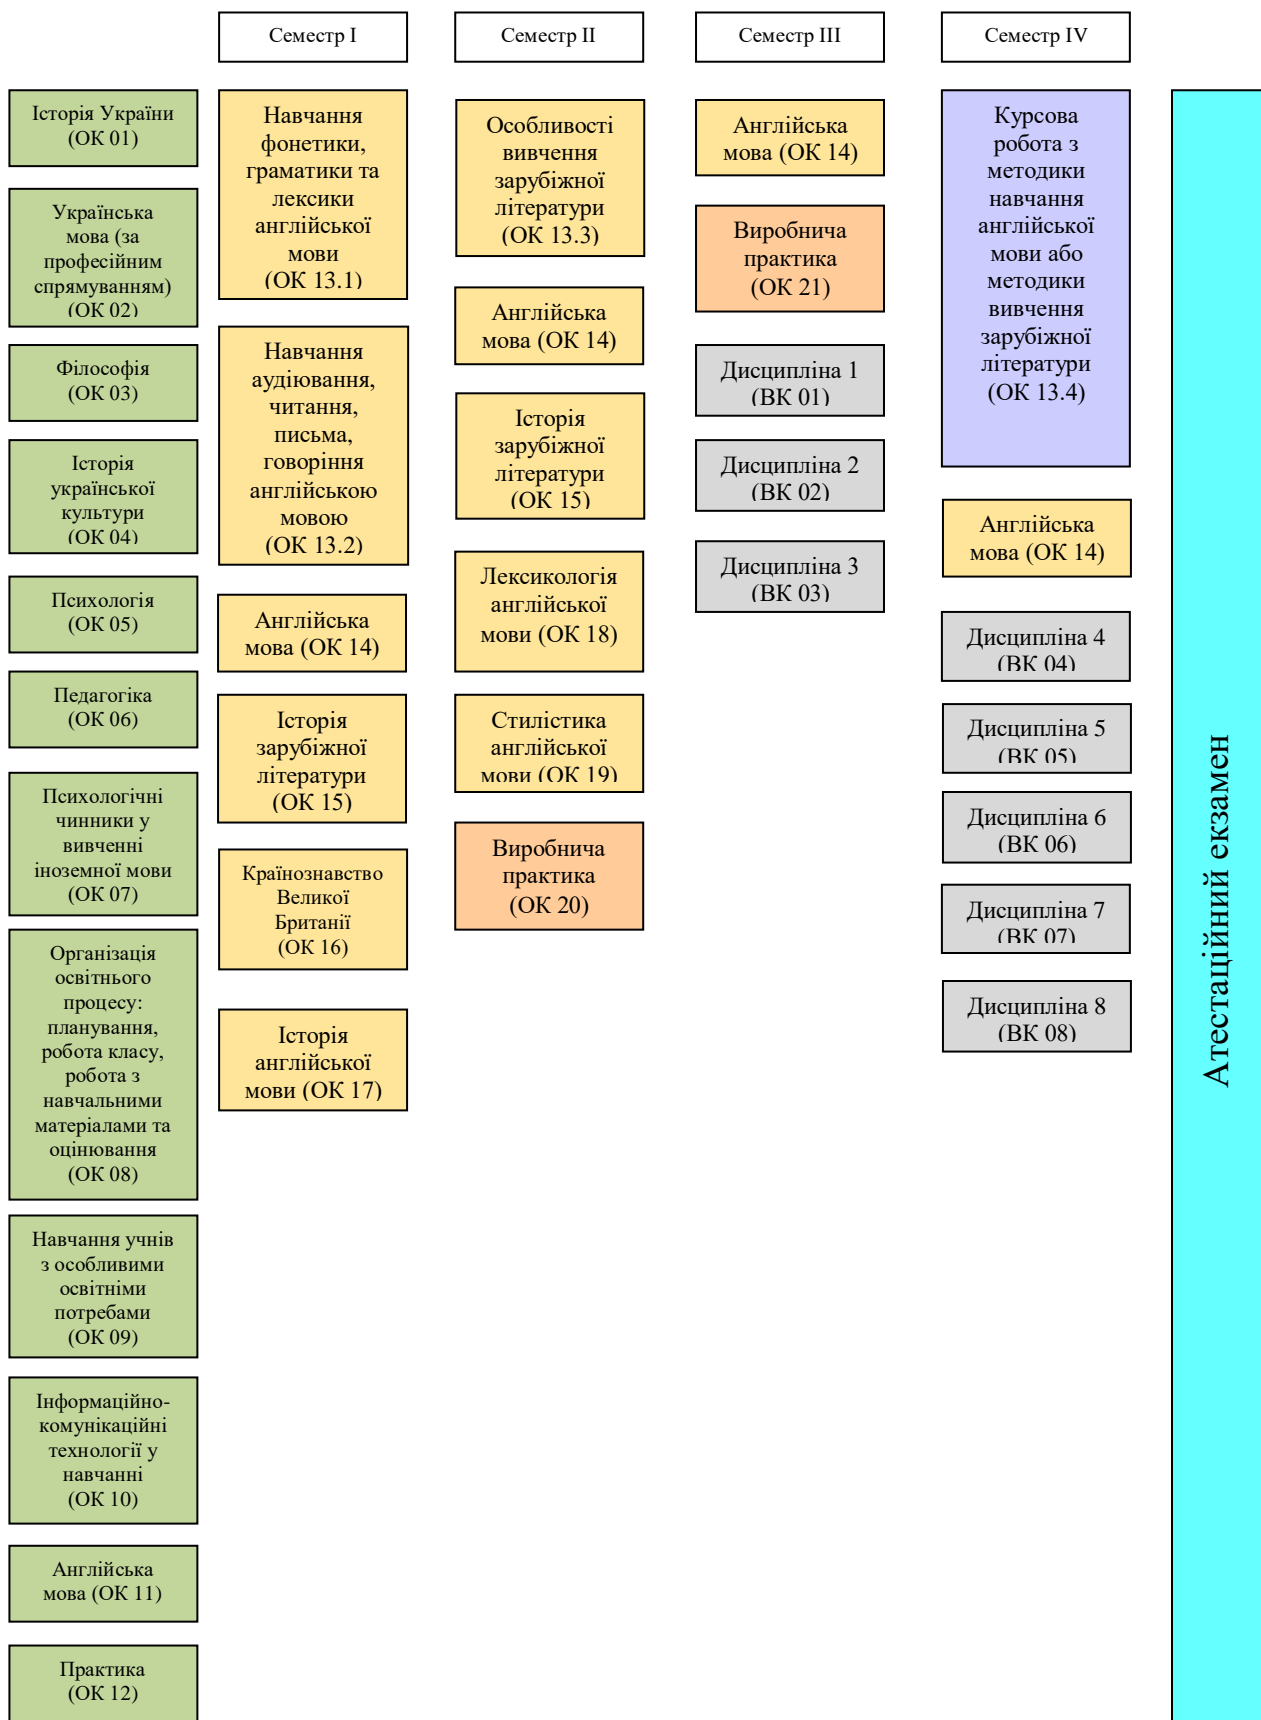 Семестр I
Семестр II
Семестр III
Семестр IV
Історія України
(ОК 01)
Українська
мова (за
професійним
спрямуванням)
(ОК 02)
Філософія
(ОК 03)
Історія
української
культури
(ОК 04)
Психологія
(ОК 05)
Педагогіка
(ОК 06)
Психологічні
чинники у
вивченні
іноземної мови
(ОК 07)
Організація
освітнього
процесу:
планування,
робота класу,
робота з
навчальними
матеріалами та
оцінювання
(ОК 08)
Навчання учнів
з особливими
освітніми
потребами
(ОК 09)
Інформаційно-
комунікаційні
технології у
навчанні
(ОК 10)
Англійська
мова (ОК 11)
Практика
(ОК 12)
Навчання
фонетики,
граматики та
лексики
англійської
мови
(ОК 13.1)
Навчання
аудіювання,
читання,
письма,
говоріння
англійською
мовою
(ОК 13.2)
Англійська
мова (ОК 14)
Історія
зарубіжної
літератури
(ОК 15)
Країнознавство
Великої
Британії
(ОК 16)
Історія
англійської
мови (ОК 17)
Особливості
вивчення
зарубіжної
літератури
(ОК 13.3)
Англійська
мова (ОК 14)
Історія
зарубіжної
літератури
(ОК 15)
Лексикологія
англійської
мови (ОК 18)
Стилістика
англійської
мови (ОК 19)
Виробнича
практика
(ОК 20)
Англійська
мова (ОК 14)
Виробнича
практика
(ОК 21)
Дисципліна 1
(ВК 01)
Дисципліна 2
(ВК 02)
Дисципліна 3
(ВК 03)
Курсова
робота з
методики
навчання
англійської
мови або
методики
вивчення
зарубіжної
літератури
(ОК 13.4)
Англійська
мова (ОК 14)
Дисципліна 4
(ВК 04)
Дисципліна 5
(ВК 05)
Дисципліна 6
(ВК 06)
Дисципліна 7
(ВК 07)
Дисципліна 8
(ВК 08)
Атестаційний екзамен